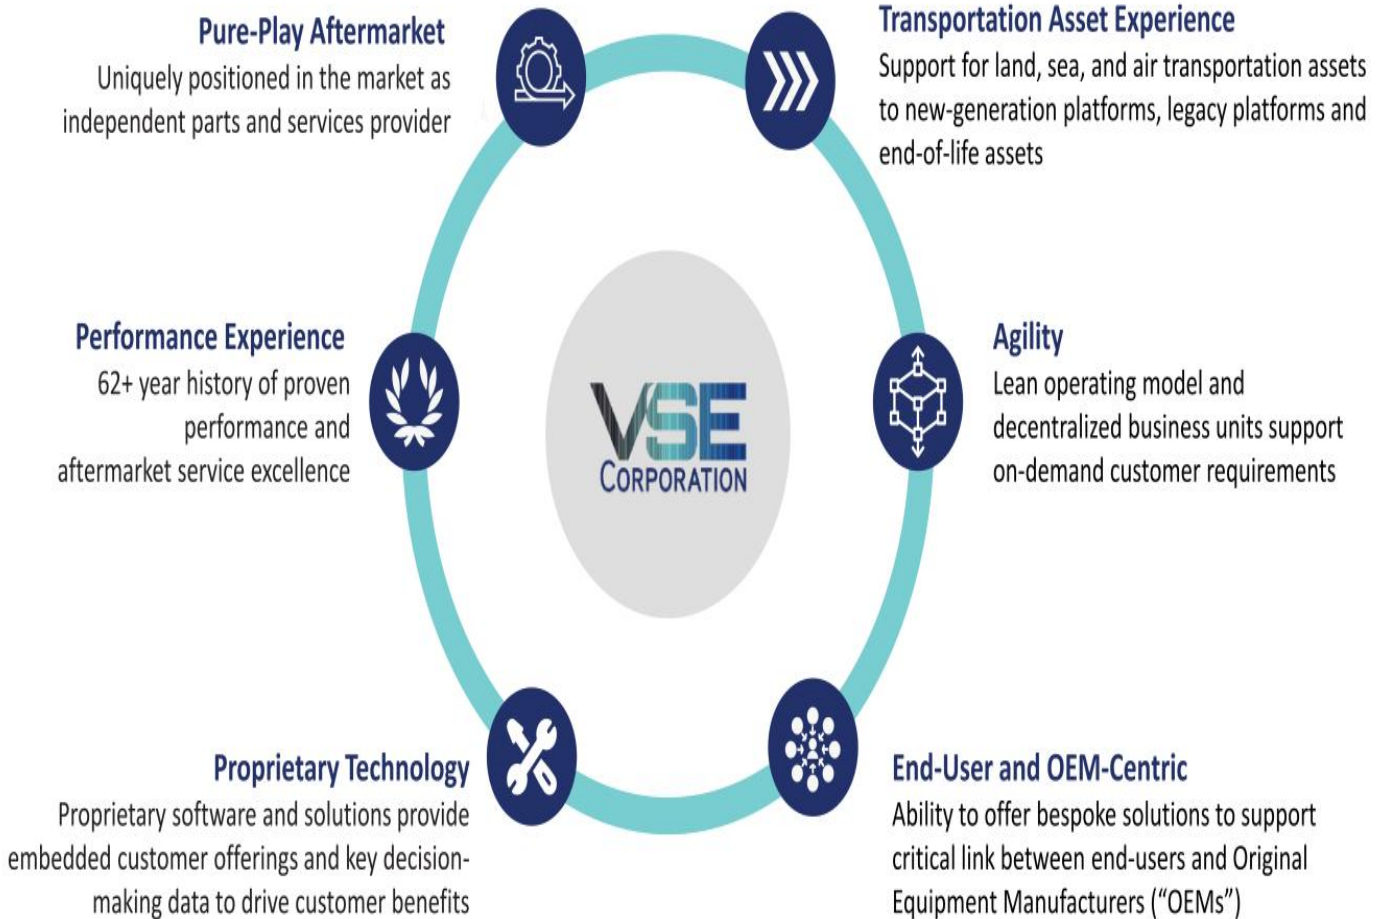 Pure-Play Aftermarket
Uniquely positioned in the market as
independent parts and services provider
Transportation Asset Experience
Support for land, sea, and air transportation assets
to new-generation platforms, legacy platforms and
end-of-life assets
Performance Experience
62+ year history of proven
performance and
aftermarket service excellence
VSE
CORPORATION
Agility
Lean operating model and
decentralized business units support
on-demand customer requirements
Proprietary Technology
Proprietary software and solutions provide
embedded customer offerings and key decision-
making data to drive customer benefits
End-User and OEM-Centric
Ability to offer bespoke solutions to support
critical link between end-users and Original
Equipment Manufacturers (“OEMs”)